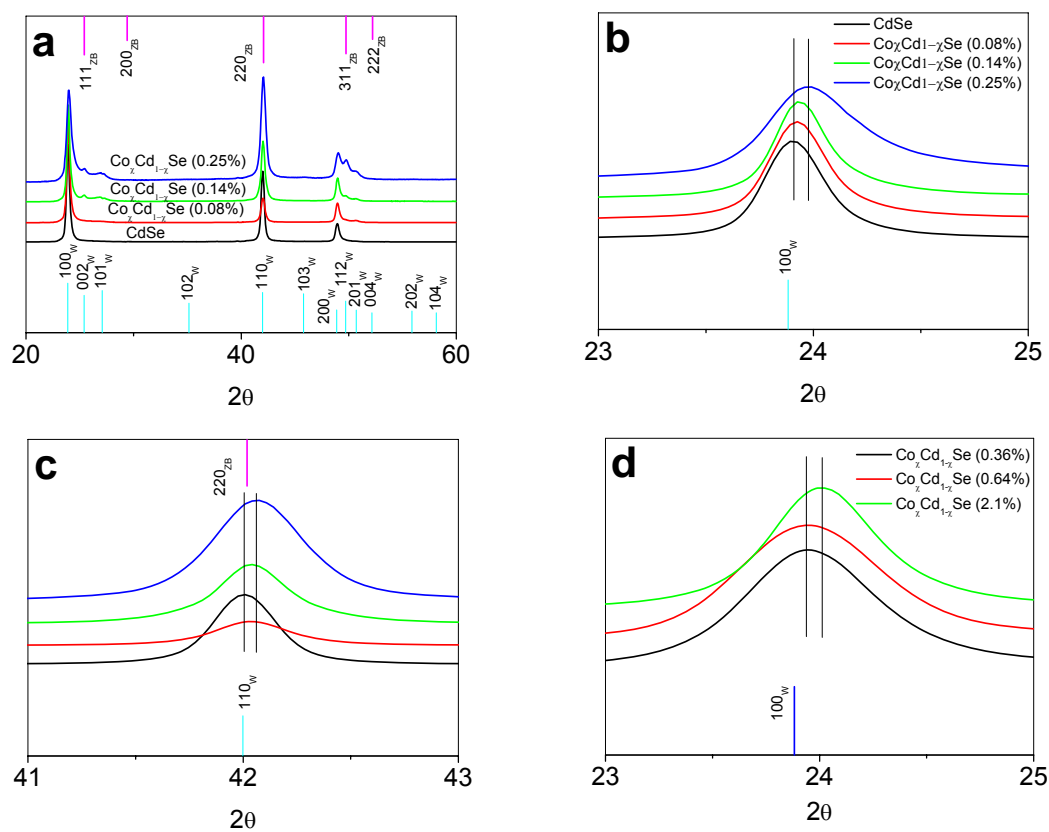 a
111ZB
200ZB
220ZB
311ZB
222ZB
CoχCd1-χSe (0.25%)
CoχCd1-χSe (0.14%)
CoχCd1-χSe (0.08%)
CdSe
100W
002W
101W
102W
110W
103W
200W
112W
201W
004W
202W
104W
20
40
60
2θ
b
CdSe
CoχCd1−χSe (0.08%)
CoχCd1−χSe (0.14%)
CoχCd1−χSe (0.25%)
100W
23
24
25
2θ
c
220ZB
110W
41
42
43
2θ
d
CoχCd1-χSe (0.36%)
CoχCd1-χSe (0.64%)
CoχCd1-χSe (2.1%)
100W
23
24
25
2θ